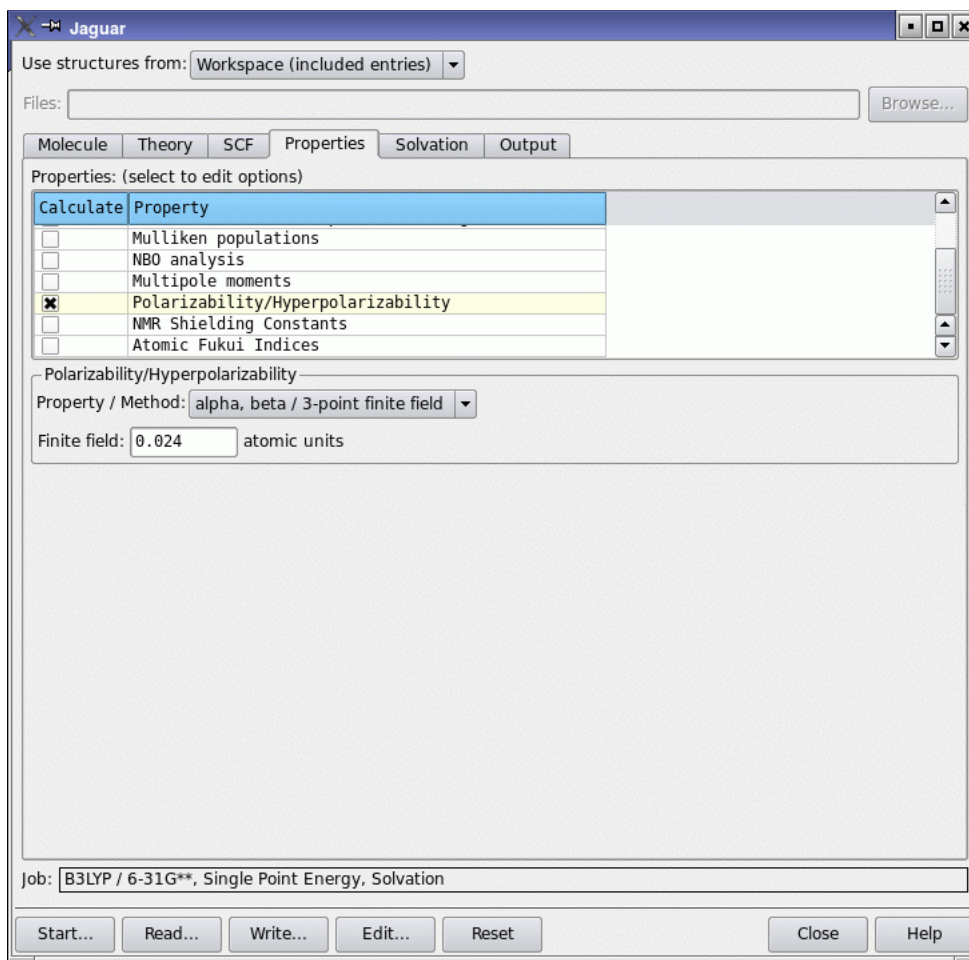 Jaguar
Use structures from: Workspace (included entries)
Files: Browse...
Molecule Theory SCF Properties Solvation Output
Properties: (select to edit options)
Calculate Property
Mulliken populations
NBO analysis
Multipole moments
Polarizability/Hyperpolarizability
NMR Shielding Constants
Atomic Fukui Indices
Polarizability/Hyperpolarizability
Property / Method: alpha, beta / 3-point finite field
Finite field: 0.024 atomic units
Job: B3LYP / 6-31G**, Single Point Energy, Solvation
Start... Read... Write... Edit... Reset Close Help